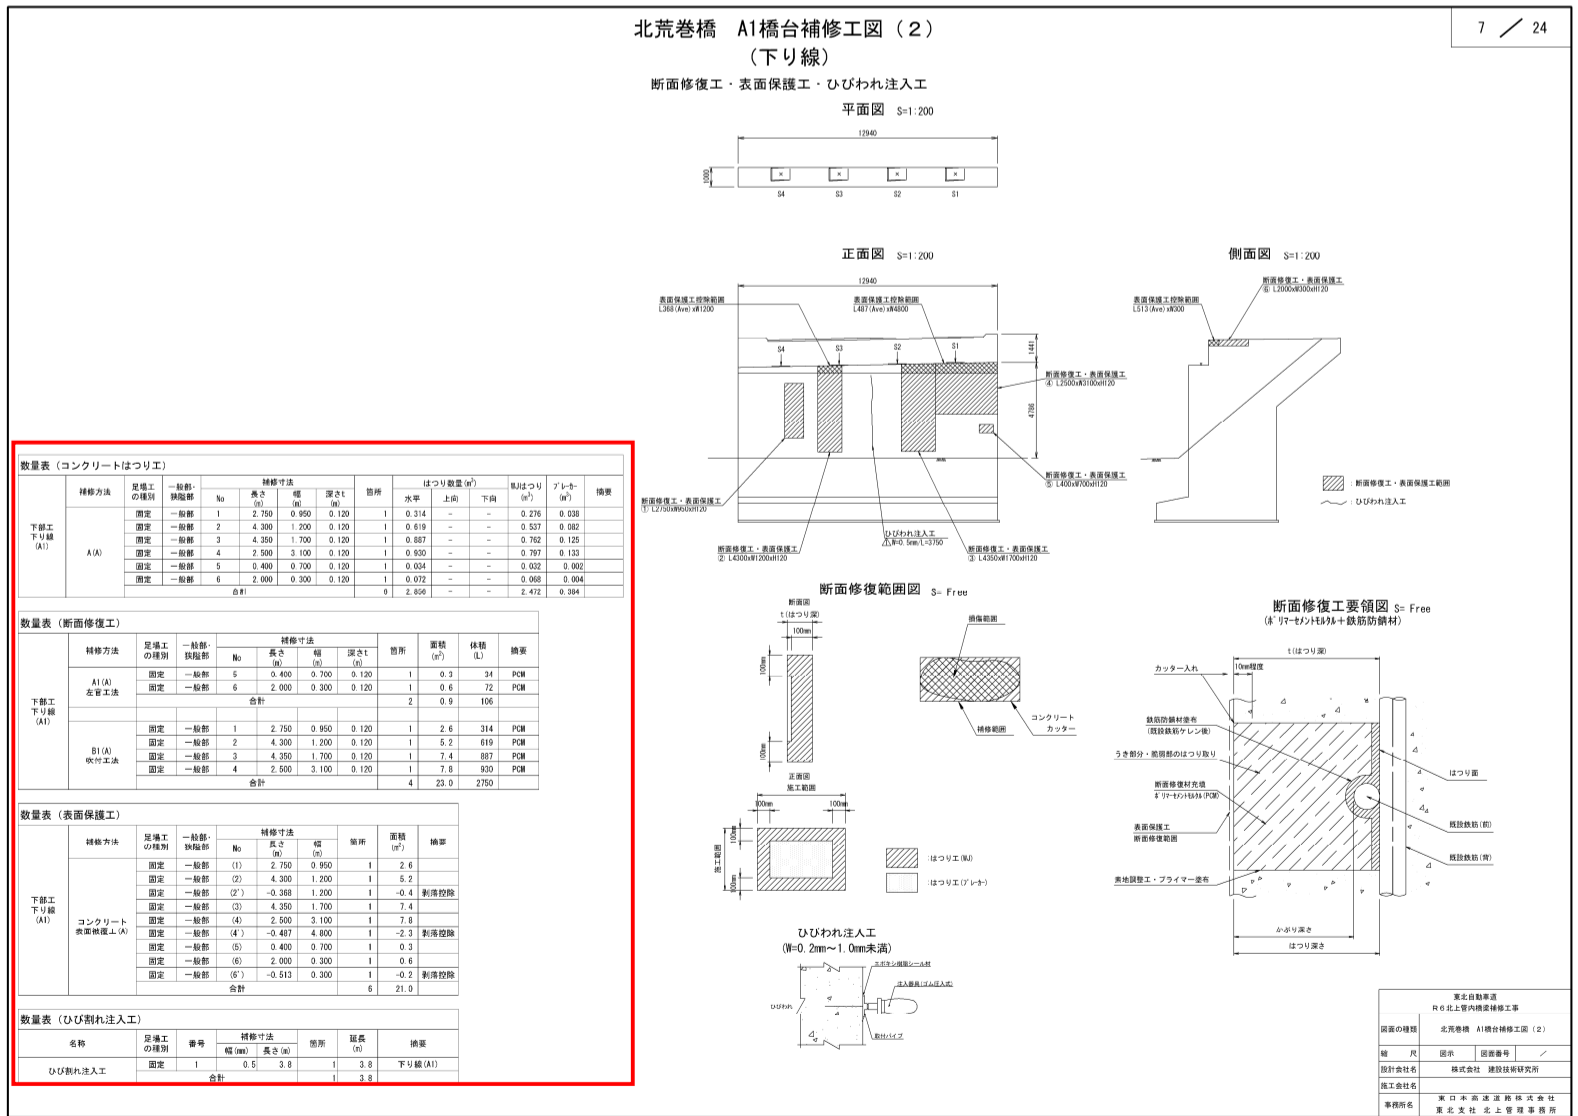 北荒巻橋　A1橋台補修工図（２）
（下り線）
7 ／ 24
断面修復工・表面保護工・ひびわれ注入工
平面図 S=1:200
12940
1000
S4 S3 S2 S1
正面図 S=1:200
12940
表面保護工控除範囲
L368(Ave)xW1200
表面保護工控除範囲
L487(Ave)xW4800
S4 S3 S2 S1
1441
4786
断面修復工・表面保護工
④ L2500xW3100xH120
断面修復工・表面保護工
⑤ L400xW700xH120
断面修復工・表面保護工
① L2750xW950xH120
断面修復工・表面保護工
② L4300xW1200xH120
ひびわれ注入工
W=0.5mm/L=3750
断面修復工・表面保護工
③ L4350xW1700xH120
側面図 S=1:200
断面修復工・表面保護工
⑥ L2000xW300xH120
表面保護工控除範囲
L513(Ave)xW300
：断面修復工・表面保護工範囲
：ひびわれ注入工
数量表（コンクリートはつり工）
補修方法 足場工の種別 一般部・狭隘部 補修寸法 箇所 はつり数量(m³) WJはつり(m³) ブレーカー(m³) 摘要
No 長さ(m) 幅(m) 深さt(m) 水平 上向 下向
下部工 下り線 (A1) A(A)
固定 一般部 1 2.750 0.950 0.120 1 0.314 - - 0.276 0.038
固定 一般部 2 4.300 1.200 0.120 1 0.619 - - 0.537 0.082
固定 一般部 3 4.350 1.700 0.120 1 0.887 - - 0.762 0.125
固定 一般部 4 2.500 3.100 0.120 1 0.930 - - 0.797 0.133
固定 一般部 5 0.400 0.700 0.120 1 0.034 - - 0.032 0.002
固定 一般部 6 2.000 0.300 0.120 1 0.072 - - 0.068 0.004
合計 6 2.856 - - 2.472 0.384
数量表（断面修復工）
補修方法 足場工の種別 一般部・狭隘部 補修寸法 箇所 面積(m²) 体積(L) 摘要
No 長さ(m) 幅(m) 深さt(m)
下部工 下り線 (A1)
A1(A) 左官工法
固定 一般部 5 0.400 0.700 0.120 1 0.3 34 PCM
固定 一般部 6 2.000 0.300 0.120 1 0.6 72 PCM
合計 2 0.9 106
B1(A) 吹付工法
固定 一般部 1 2.750 0.950 0.120 1 2.6 314 PCM
固定 一般部 2 4.300 1.200 0.120 1 5.2 619 PCM
固定 一般部 3 4.350 1.700 0.120 1 7.4 887 PCM
固定 一般部 4 2.500 3.100 0.120 1 7.8 930 PCM
合計 4 23.0 2750
数量表（表面保護工）
補修方法 足場工の種別 一般部・狭隘部 補修寸法 箇所 面積(m²) 摘要
No 長さ(m) 幅(m)
下部工 下り線 (A1) コンクリート表面被覆工(A)
固定 一般部 (1) 2.750 0.950 1 2.6
固定 一般部 (2) 4.300 1.200 1 5.2
固定 一般部 (2') -0.368 1.200 1 -0.4 剥落控除
固定 一般部 (3) 4.350 1.700 1 7.4
固定 一般部 (4) 2.500 3.100 1 7.8
固定 一般部 (4') -0.487 4.800 1 -2.3 剥落控除
固定 一般部 (5) 0.400 0.700 1 0.3
固定 一般部 (6) 2.000 0.300 1 0.6
固定 一般部 (6') -0.513 0.300 1 -0.2 剥落控除
合計 6 21.0
数量表（ひび割れ注入工）
名称 足場工の種別 番号 補修寸法 箇所 延長(m) 摘要
幅(mm) 長さ(m)
ひび割れ注入工 固定 1 0.5 3.8 1 3.8 下り線(A1)
合計 1 3.8
断面修復範囲図 S= Free
断面図
t(はつり深)
100mm
100mm
100mm
損傷範囲
補修範囲
コンクリート
カッター
正面図
施工範囲
100mm 100mm
施工範囲
100mm
100mm
：はつり工(WJ)
：はつり工(ブレーカー)
ひびわれ注入工
(W=0.2mm～1.0mm未満)
エポキシ樹脂シール材
注入器具(ゴム圧入式)
ひびわれ
取付パイプ
断面修復工要領図 S= Free
(ポリマーセメントモルタル＋鉄筋防錆材)
t(はつり深)
カッター入れ
10mm程度
鉄筋防錆材塗布
(既設鉄筋ケレン後)
うき部分・脆弱部のはつり取り
断面修復材充填
ポリマーセメントモルタル(PCM)
表面保護工
断面修復範囲
素地調整工・プライマー塗布
はつり面
既設鉄筋(前)
既設鉄筋(背)
かぶり深さ
はつり深さ
東北自動車道
Ｒ６北上管内橋梁補修工事
図面の種類 北荒巻橋 A1橋台補修工図（2）
縮尺 図示 図面番号 ／
設計会社名 株式会社 建設技術研究所
施工会社名
事務所名 東日本高速道路株式会社
東北支社 北上管理事務所